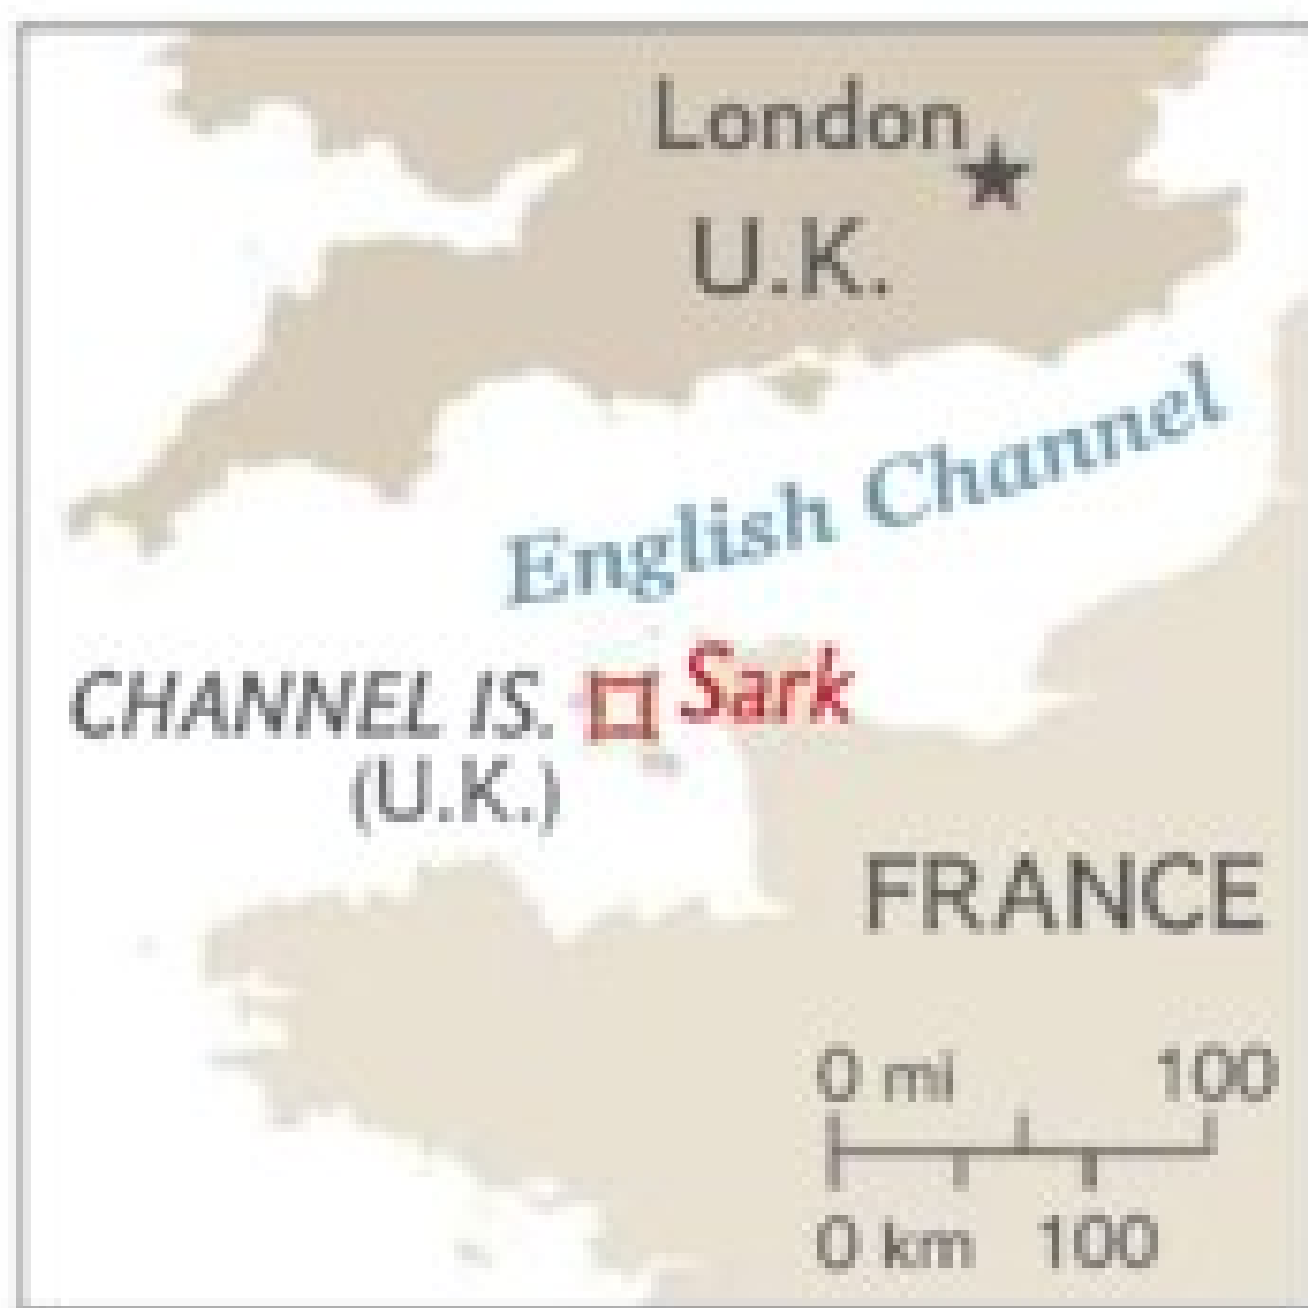 London
U.K.
English Channel
CHANNEL IS.
(U.K.)
Sark
FRANCE
0 mi 100
0 km 100